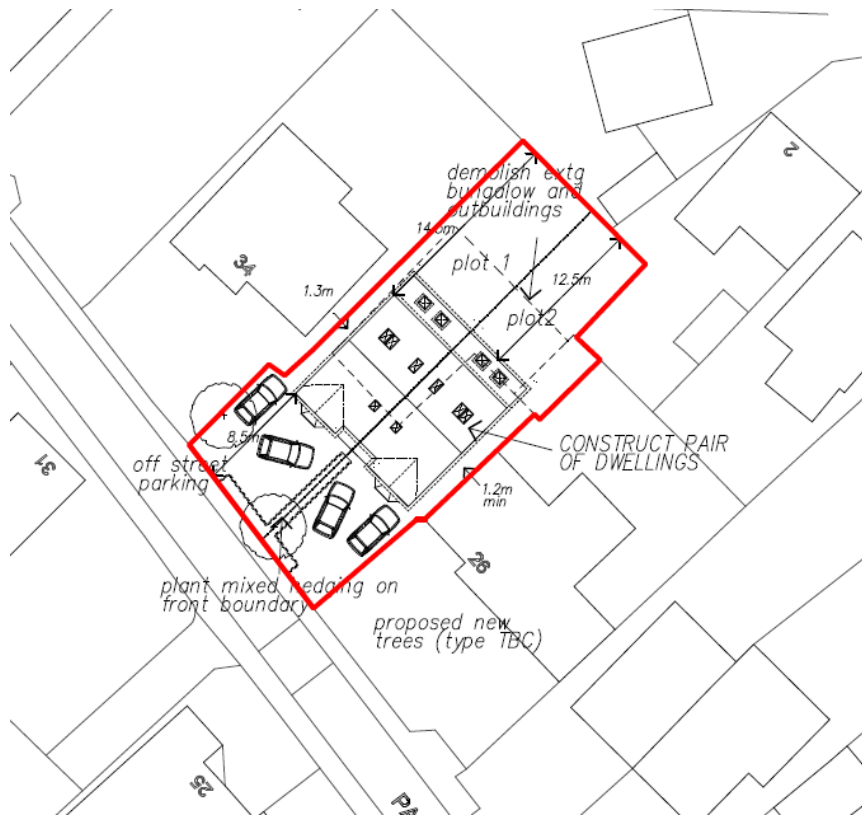 2
demolish extg
bungalow and
outbuildings
14.6m
plot 1
34
12.5m
1.3m
plot2
8.5m
CONSTRUCT PAIR
OF DWELLINGS
31
off street
parking
1.2m
min
26
plant mixed hedging on
front boundary
proposed new
trees (type TBC)
25
PA